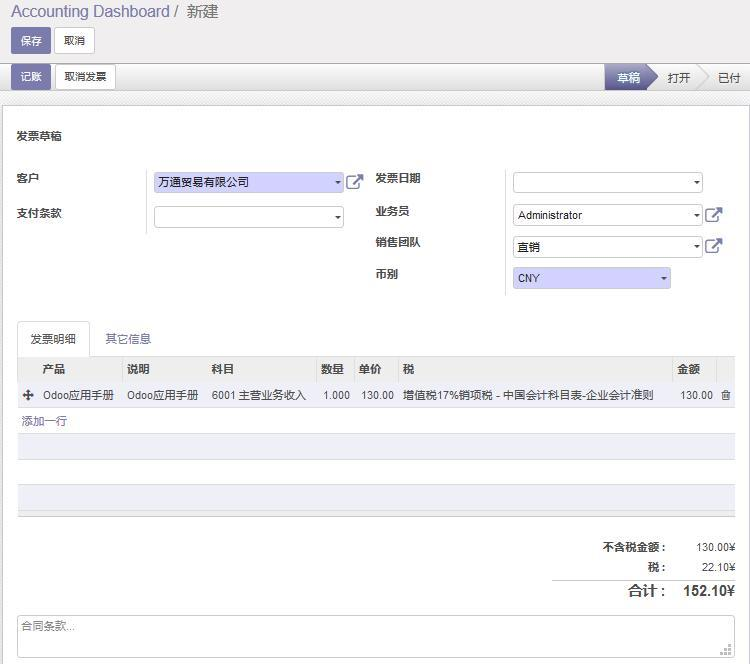 Accounting Dashboard / 新建
保存 取消
记账 取消发票 草稿 打开 已付
发票草稿
客户 万通贸易有限公司 发票日期
支付条款 业务员 Administrator
销售团队 直销
币别 CNY
发票明细 其它信息
产品 说明 科目 数量 单价 税 金额
Odoo应用手册 Odoo应用手册 6001 主营业务收入 1.000 130.00 增值税17%销项税 - 中国会计科目表-企业会计准则 130.00
添加一行
不含税金额 : 130.00¥
税 : 22.10¥
合计 : 152.10¥
合同条款...